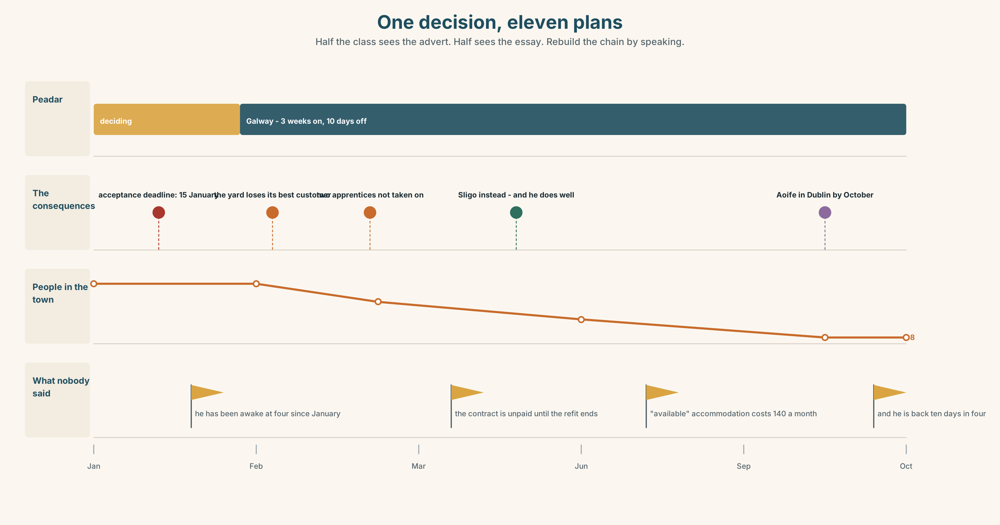 One decision, eleven plans
Half the class sees the advert. Half sees the essay. Rebuild the chain by speaking.
Peadar
deciding
Galway - 3 weeks on, 10 days off
The
consequences
acceptance deadline: 15 January
the yard loses its best customer
two apprentices not taken on
Sligo instead - and he does well
Aoife in Dublin by October
People in the
town
8
What nobody
said
he has been awake at four since January
the contract is unpaid until the refit ends
"available" accommodation costs 140 a month
and he is back ten days in four
Jan
Feb
Mar
Jun
Sep
Oct